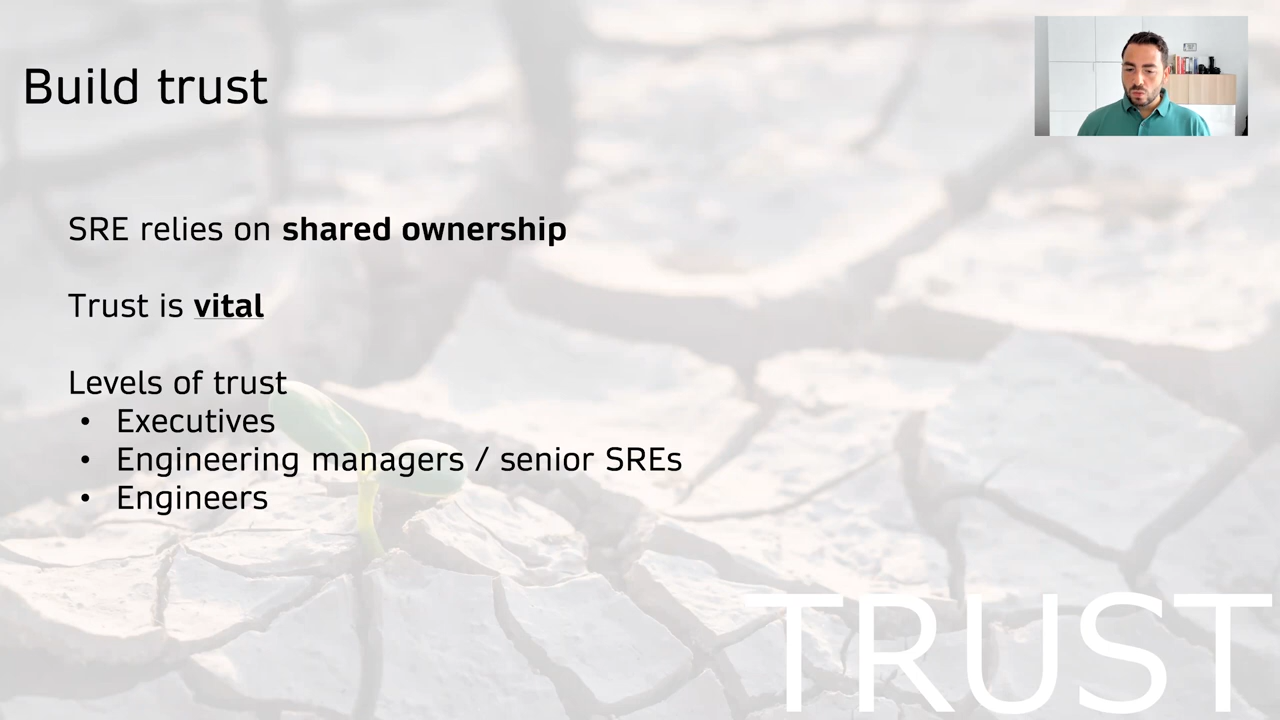 Build trust
SRE relies on shared ownership
Trust is vital
Levels of trust
• Executives
• Engineering managers / senior SREs
• Engineers
TRUST